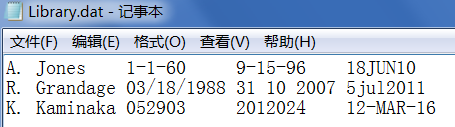 Library.dat - 记事本
文件(F) 编辑(E) 格式(O) 查看(V) 帮助(H)
A. Jones    1-1-60     9-15-96    18JUN10
R. Grandage 03/18/1988 31 10 2007 5jul2011
K. Kaminaka 052903     2012024    12-MAR-16